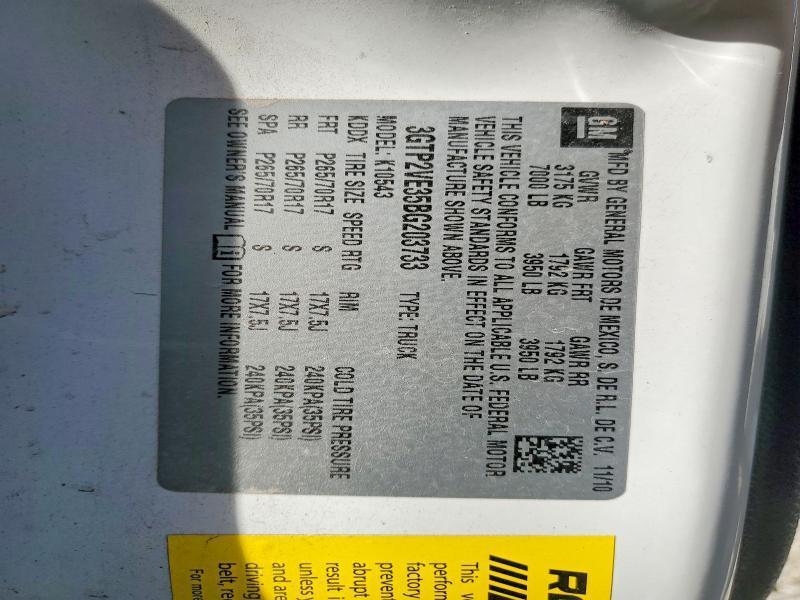 GM MFD BY GENERAL MOTORS DE MEXICO, S. DE R.L. DE C.V. 11/10
GVWR GAWR FRT GAWR RR
3175 KG 1792 KG 1792 KG
7000 LB 3950 LB 3950 LB
THIS VEHICLE CONFORMS TO ALL APPLICABLE U.S. FEDERAL MOTOR
VEHICLE SAFETY STANDARDS IN EFFECT ON THE DATE OF
MANUFACTURE SHOWN ABOVE.
3GTP2VE35BG203733 TYPE: TRUCK
MODEL: K10543
KDDX TIRE SIZE SPEED RTG RIM COLD TIRE PRESSURE
FRT P265/70R17 S 17X7.5J 240KPA(35PSI)
RR P265/70R17 S 17X7.5J 240KPA(35PSI)
SPA P265/70R17 S 17X7.5J 240KPA(35PSI)
SEE OWNER'S MANUAL FOR MORE INFORMATION.
This
perform
factory
prevent
abrupt
result i
unless y
and are
driving
belt, re
For more